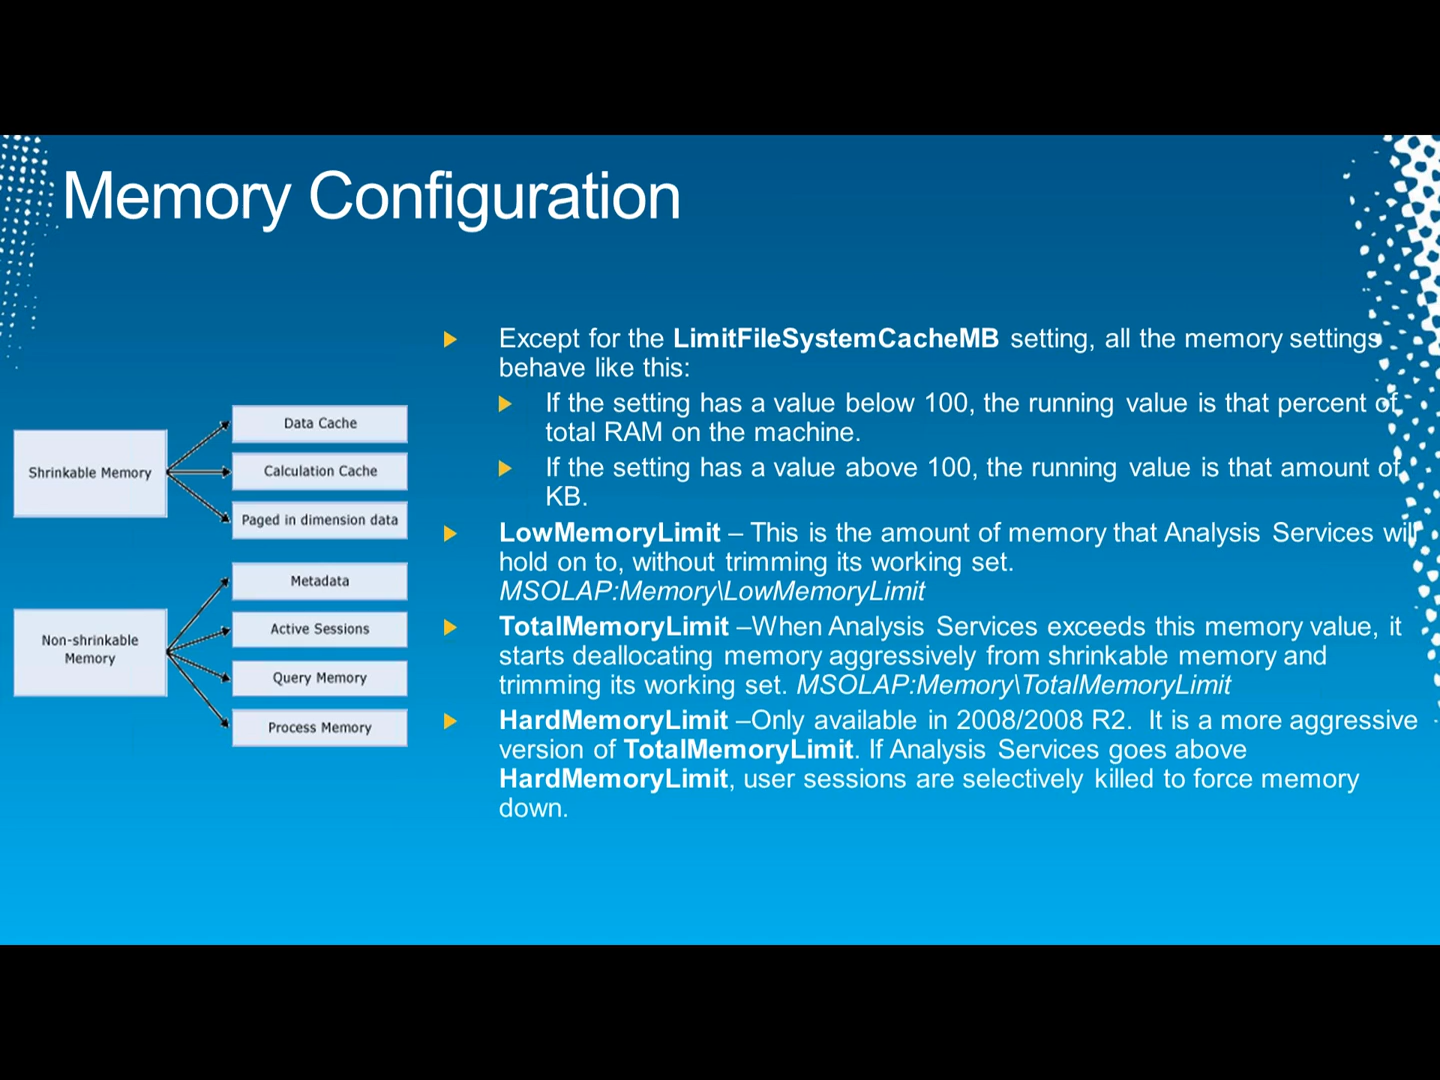 Memory Configuration
Shrinkable Memory
Data Cache
Calculation Cache
Paged in dimension data
Non-shrinkable
Memory
Metadata
Active Sessions
Query Memory
Process Memory
Except for the LimitFileSystemCacheMB setting, all the memory settings
behave like this:
If the setting has a value below 100, the running value is that percent of
total RAM on the machine.
If the setting has a value above 100, the running value is that amount of
KB.
LowMemoryLimit – This is the amount of memory that Analysis Services will
hold on to, without trimming its working set.
MSOLAP:Memory\LowMemoryLimit
TotalMemoryLimit –When Analysis Services exceeds this memory value, it
starts deallocating memory aggressively from shrinkable memory and
trimming its working set. MSOLAP:Memory\TotalMemoryLimit
HardMemoryLimit –Only available in 2008/2008 R2.  It is a more aggressive
version of TotalMemoryLimit. If Analysis Services goes above
HardMemoryLimit, user sessions are selectively killed to force memory
down.